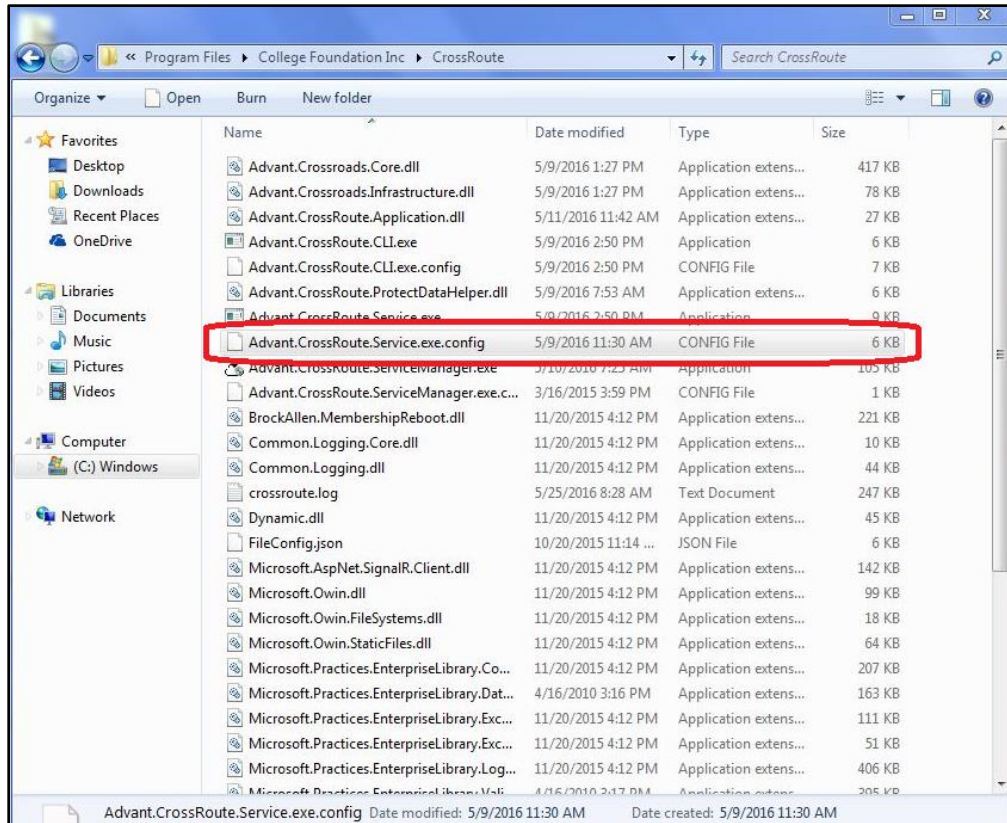 « Program Files ▸ College Foundation Inc ▸ CrossRoute Search CrossRoute
Organize Open Burn New folder
Favorites
Desktop
Downloads
Recent Places
OneDrive
Libraries
Documents
Music
Pictures
Videos
Computer
(C:) Windows
Network
Name Date modified Type Size
Advant.Crossroads.Core.dll 5/9/2016 1:27 PM Application extens... 417 KB
Advant.Crossroads.Infrastructure.dll 5/9/2016 1:27 PM Application extens... 78 KB
Advant.CrossRoute.Application.dll 5/11/2016 11:42 AM Application extens... 27 KB
Advant.CrossRoute.CLI.exe 5/9/2016 2:50 PM Application 6 KB
Advant.CrossRoute.CLI.exe.config 5/9/2016 2:50 PM CONFIG File 7 KB
Advant.CrossRoute.ProtectDataHelper.dll 5/9/2016 7:53 AM Application extens... 6 KB
Advant.CrossRoute.Service.exe 5/9/2016 2:50 PM Application 9 KB
Advant.CrossRoute.Service.exe.config 5/9/2016 11:30 AM CONFIG File 6 KB
Advant.CrossRoute.ServiceManager.exe 5/10/2016 7:25 AM Application 105 KB
Advant.CrossRoute.ServiceManager.exe.c... 3/16/2015 3:59 PM CONFIG File 1 KB
BrockAllen.MembershipReboot.dll 11/20/2015 4:12 PM Application extens... 221 KB
Common.Logging.Core.dll 11/20/2015 4:12 PM Application extens... 10 KB
Common.Logging.dll 11/20/2015 4:12 PM Application extens... 44 KB
crossroute.log 5/25/2016 8:28 AM Text Document 247 KB
Dynamic.dll 11/20/2015 4:12 PM Application extens... 45 KB
FileConfig.json 10/20/2015 11:14 ... JSON File 6 KB
Microsoft.AspNet.SignalR.Client.dll 11/20/2015 4:12 PM Application extens... 142 KB
Microsoft.Owin.dll 11/20/2015 4:12 PM Application extens... 99 KB
Microsoft.Owin.FileSystems.dll 11/20/2015 4:12 PM Application extens... 18 KB
Microsoft.Owin.StaticFiles.dll 11/20/2015 4:12 PM Application extens... 64 KB
Microsoft.Practices.EnterpriseLibrary.Co... 11/20/2015 4:12 PM Application extens... 207 KB
Microsoft.Practices.EnterpriseLibrary.Dat... 4/16/2010 3:16 PM Application extens... 163 KB
Microsoft.Practices.EnterpriseLibrary.Exc... 11/20/2015 4:12 PM Application extens... 111 KB
Microsoft.Practices.EnterpriseLibrary.Exc... 11/20/2015 4:12 PM Application extens... 51 KB
Microsoft.Practices.EnterpriseLibrary.Log... 11/20/2015 4:12 PM Application extens... 406 KB
Microsoft.Practices.EnterpriseLibrary.Vali... 4/16/2010 3:17 PM Application extens... 295 KB
Advant.CrossRoute.Service.exe.config Date modified: 5/9/2016 11:30 AM Date created: 5/9/2016 11:30 AM